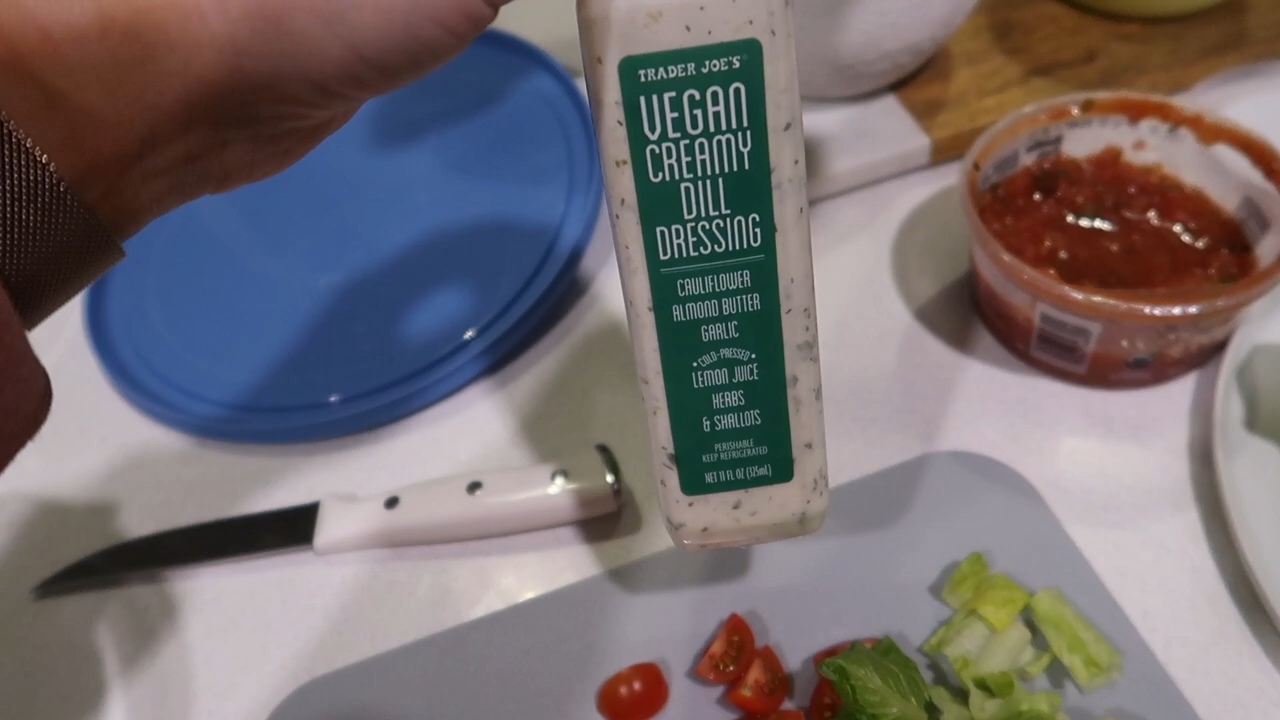 TRADER JOE'S
VEGAN
CREAMY
DILL
DRESSING
CAULIFLOWER
ALMOND BUTTER
GARLIC
•COLD-PRESSED•
LEMON JUICE
HERBS
& SHALLOTS
PERISHABLE
KEEP REFRIGERATED
NET 11 FL OZ (325mL)